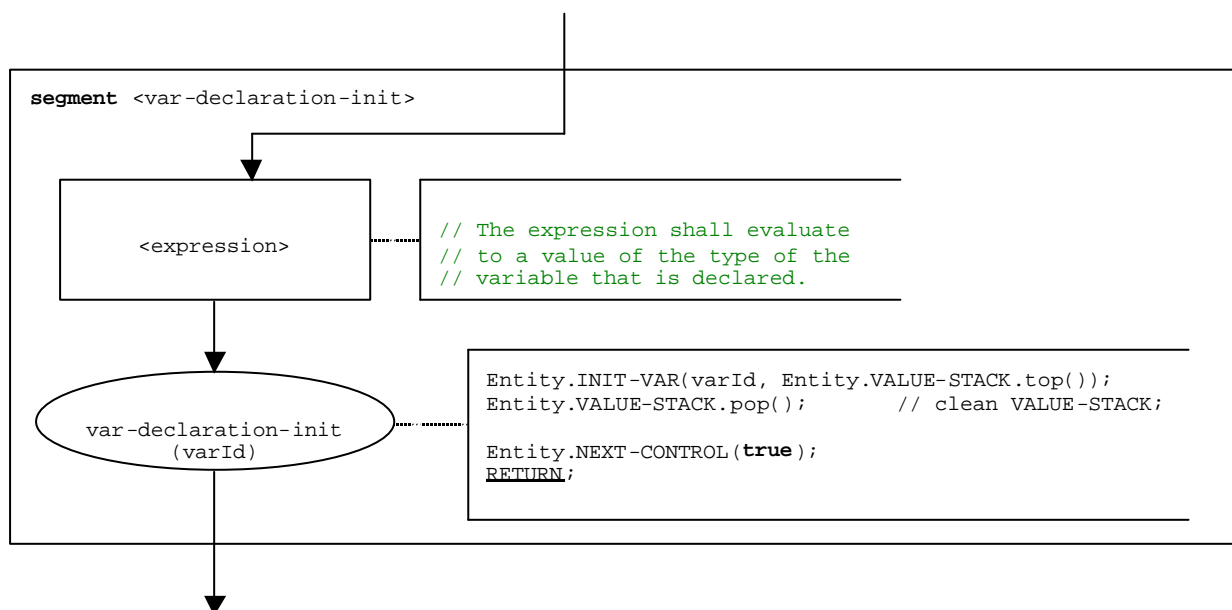 segment <var-declaration-init>
<expression>
// The expression shall evaluate
// to a value of the type of the
// variable that is declared.
var-declaration-init
(varId)
Entity.INIT-VAR(varId, Entity.VALUE-STACK.top());
Entity.VALUE-STACK.pop(); // clean VALUE-STACK;
Entity.NEXT-CONTROL(true);
RETURN;